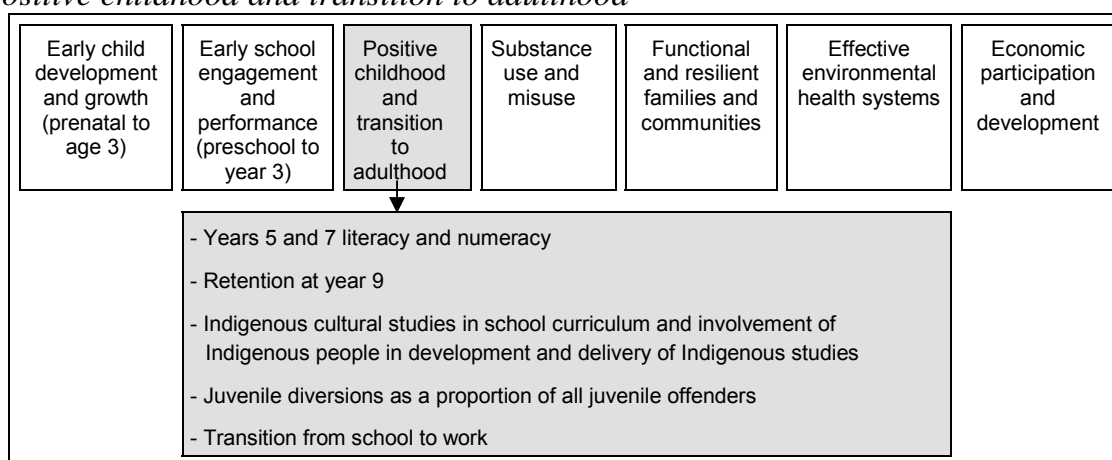 ositive childhood and transition to adulthood
Early child
development
and growth
(prenatal to
age 3)
Early school
engagement
and
performance
(preschool to
year 3)
Positive
childhood
and
transition
to
adulthood
Substance
use and
misuse
Functional
and resilient
families and
communities
Effective
environmental
health systems
Economic
participation
and
development
- Years 5 and 7 literacy and numeracy
- Retention at year 9
- Indigenous cultural studies in school curriculum and involvement of
Indigenous people in development and delivery of Indigenous studies
- Juvenile diversions as a proportion of all juvenile offenders
- Transition from school to work